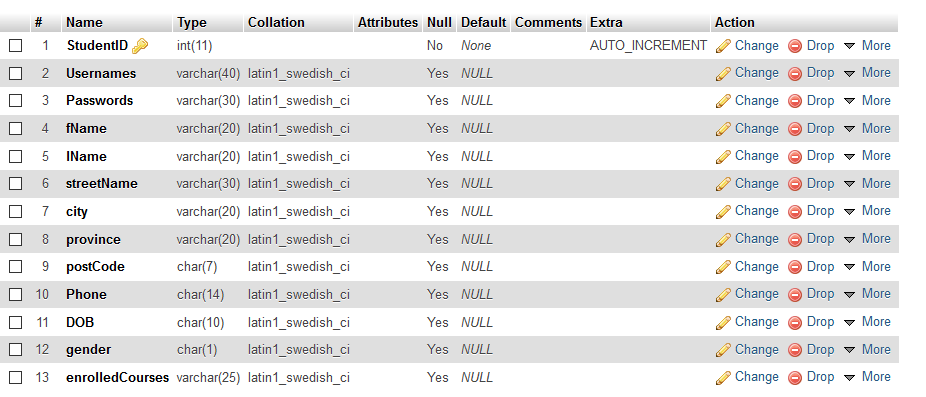 # Name Type Collation Attributes Null Default Comments Extra Action
1 StudentID int(11) No None AUTO_INCREMENT Change Drop More
2 Usernames varchar(40) latin1_swedish_ci Yes NULL Change Drop More
3 Passwords varchar(30) latin1_swedish_ci Yes NULL Change Drop More
4 fName varchar(20) latin1_swedish_ci Yes NULL Change Drop More
5 lName varchar(20) latin1_swedish_ci Yes NULL Change Drop More
6 streetName varchar(30) latin1_swedish_ci Yes NULL Change Drop More
7 city varchar(20) latin1_swedish_ci Yes NULL Change Drop More
8 province varchar(20) latin1_swedish_ci Yes NULL Change Drop More
9 postCode char(7) latin1_swedish_ci Yes NULL Change Drop More
10 Phone char(14) latin1_swedish_ci Yes NULL Change Drop More
11 DOB char(10) latin1_swedish_ci Yes NULL Change Drop More
12 gender char(1) latin1_swedish_ci Yes NULL Change Drop More
13 enrolledCourses varchar(25) latin1_swedish_ci Yes NULL Change Drop More